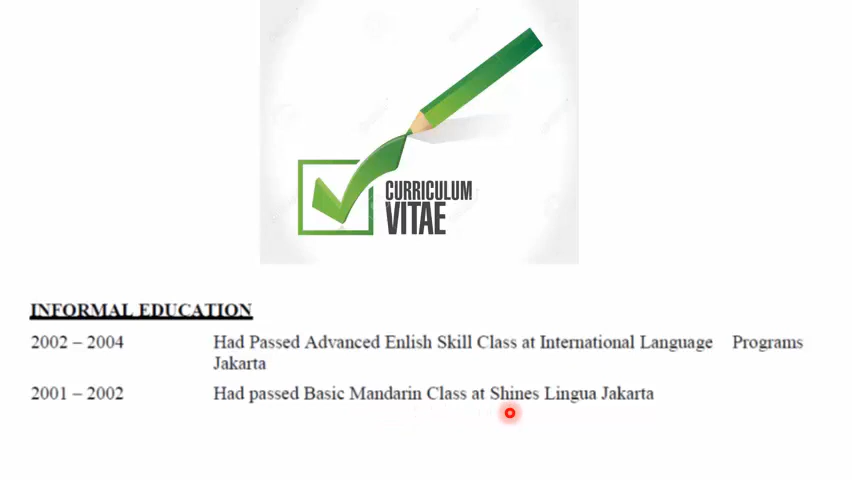 CURRICULUM
VITAE
INFORMAL EDUCATION
2002 – 2004 Had Passed Advanced Enlish Skill Class at International Language Programs
Jakarta
2001 – 2002 Had passed Basic Mandarin Class at Shines Lingua Jakarta